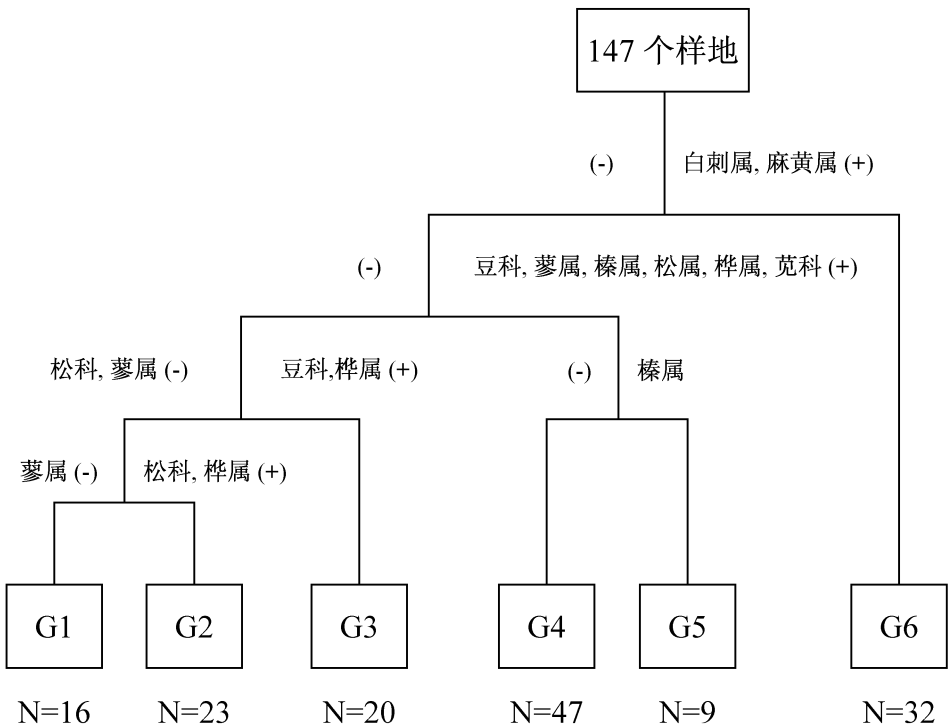 147 个样地
(-) 白刺属, 麻黄属 (+)
(-) 豆科, 蓼属, 榛属, 松属, 桦属, 苋科 (+)
松科, 蓼属 (-) 豆科,桦属 (+) (-) 榛属
蓼属 (-) 松科, 桦属 (+)
G1 G2 G3 G4 G5 G6
N=16 N=23 N=20 N=47 N=9 N=32